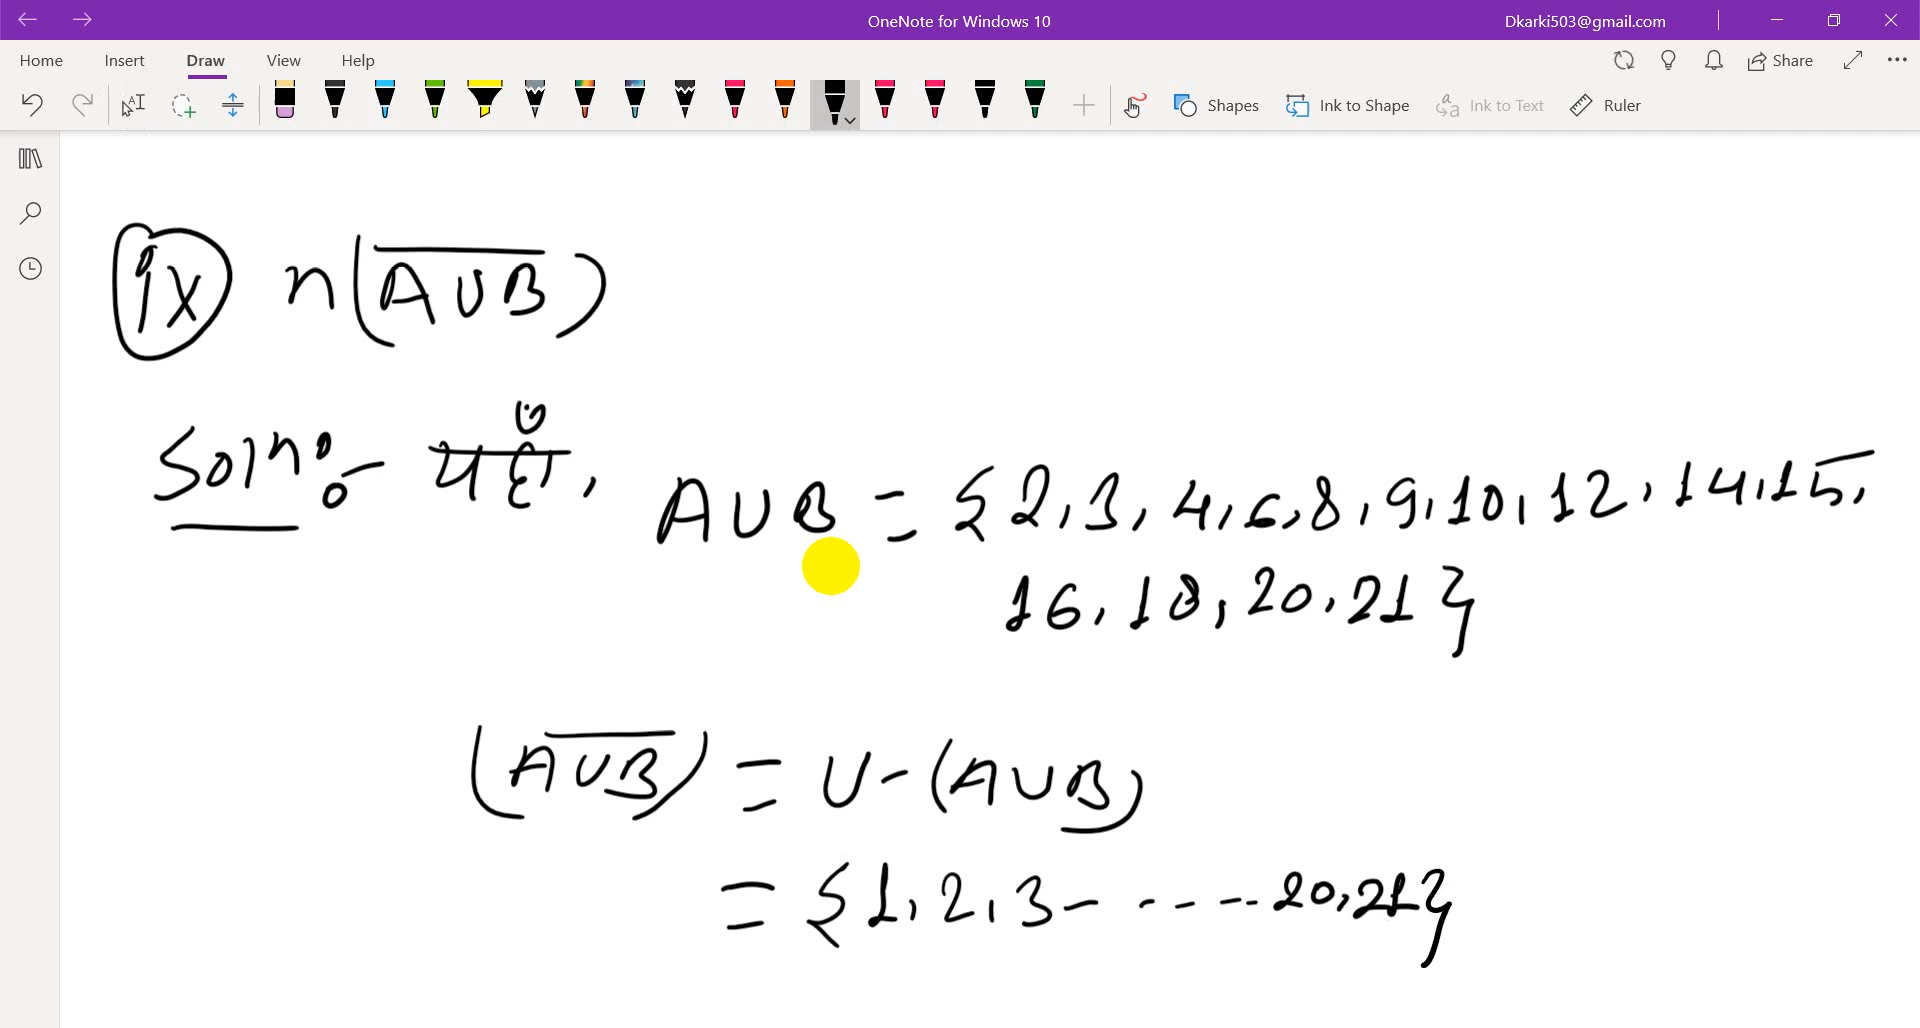 OneNote for Windows 10
Dkarki503@gmail.com
Home Insert Draw View Help
Share
Shapes Ink to Shape Ink to Text Ruler
ix n(A̅∪̅B̅)
Soln:-
A∪B = {2, 3, 4, 6, 8, 9, 10, 12, 14, 15,
16, 18, 20, 21}
(A̅∪̅B̅) = U-(A∪B)
= {1, 2, 3- ---- 20, 21}